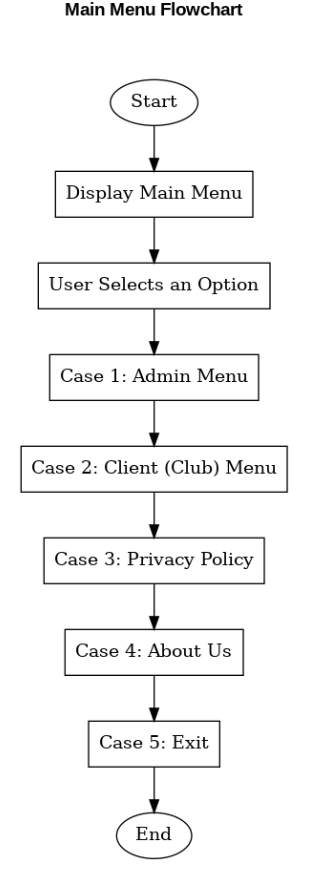 Main Menu Flowchart
Start
Display Main Menu
User Selects an Option
Case 1: Admin Menu
Case 2: Client (Club) Menu
Case 3: Privacy Policy
Case 4: About Us
Case 5: Exit
End